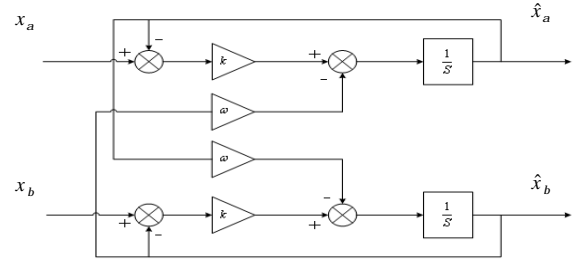 x_a
x̂_a
−
+
k
+
−
1/S
ω
ω
x_b
x̂_b
−
+
k
+
−
1/S